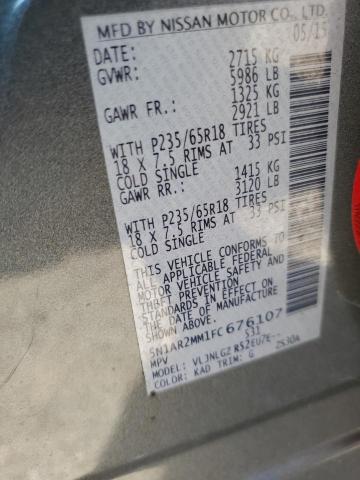 MFD BY NISSAN MOTOR CO., LTD.
DATE: 05/15
GVWR: 2715 KG
5986 LB
GAWR FR.: 1325 KG
2921 LB
WITH P235/65R18 TIRES
18 X 7.5 RIMS AT 33 PSI
COLD SINGLE
GAWR RR.: 1415 KG
3120 LB
WITH P235/65R18 TIRES
18 X 7.5 RIMS AT 33 PSI
COLD SINGLE
THIS VEHICLE CONFORMS TO
ALL APPLICABLE FEDERAL
MOTOR VEHICLE SAFETY AND
THEFT PREVENTION
STANDARDS IN EFFECT ON
THE DATE OF MANUFACTURE
SHOWN ABOVE.
5N1AR2MM1FC676107
MPV 531
MODEL: VLJNLGZ R52EU7E--
COLOR: KAD TRIM: G 2S30A